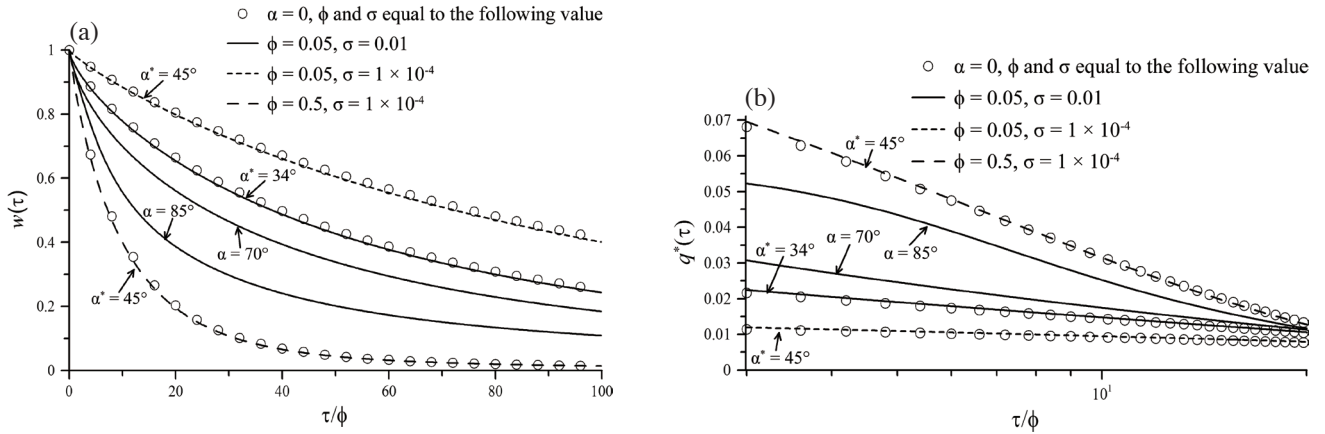 (a)
α = 0, ϕ and σ equal to the following value
ϕ = 0.05, σ = 0.01
ϕ = 0.05, σ = 1 × 10⁻⁴
ϕ = 0.5, σ = 1 × 10⁻⁴
1
0.8
0.6
0.4
0.2
0
w(τ)
α* = 45°
α* = 34°
α = 85°
α = 70°
α* = 45°
0 20 40 60 80 100
τ/ϕ
(b)
α = 0, ϕ and σ equal to the following value
ϕ = 0.05, σ = 0.01
ϕ = 0.05, σ = 1 × 10⁻⁴
ϕ = 0.5, σ = 1 × 10⁻⁴
0.07
0.06
0.05
0.04
0.03
0.02
0.01
0
q*(τ)
α* = 45°
α* = 34°
α = 70°
α = 85°
α* = 45°
10¹
τ/ϕ